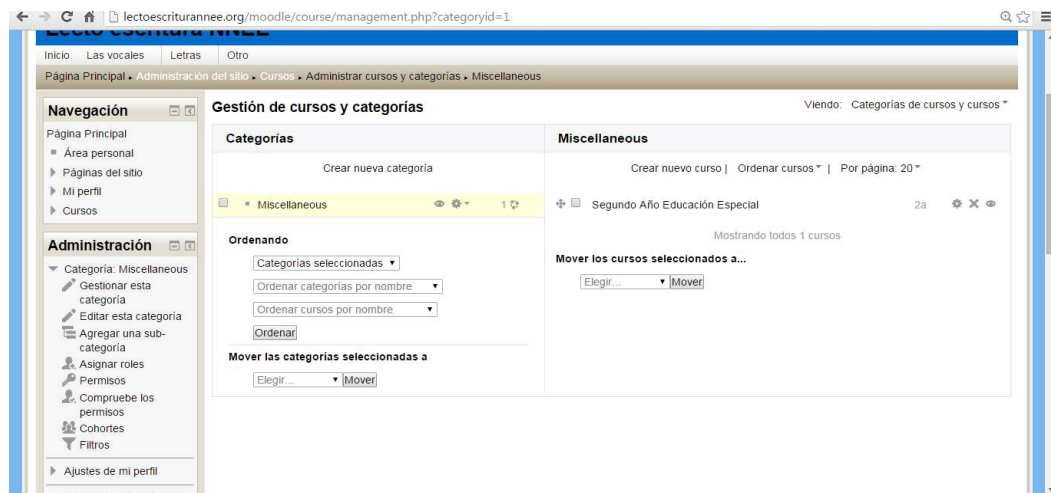 lectoescriturannee.org/moodle/course/management.php?categoryid=1
Lecto escritura NNEE
Inicio Las vocales Letras Otro
Página Principal Administración del sitio Cursos Administrar cursos y categorías Miscellaneous
Navegación
Página Principal
Área personal
Páginas del sitio
Mi perfil
Cursos
Administración
Categoría: Miscellaneous
Gestionar esta
categoría
Editar esta categoría
Agregar una sub-
categoría
Asignar roles
Permisos
Compruebe los
permisos
Cohortes
Filtros
Ajustes de mi perfil
Gestión de cursos y categorías
Viendo: Categorías de cursos y cursos
Categorías
Crear nueva categoría
Miscellaneous 1
Ordenando
Categorías seleccionadas
Ordenar categorías por nombre
Ordenar cursos por nombre
Ordenar
Mover las categorías seleccionadas a
Elegir... Mover
Miscellaneous
Crear nuevo curso | Ordenar cursos | Por página: 20
Segundo Año Educación Especial 2a
Mostrando todos 1 cursos
Mover los cursos seleccionados a...
Elegir... Mover